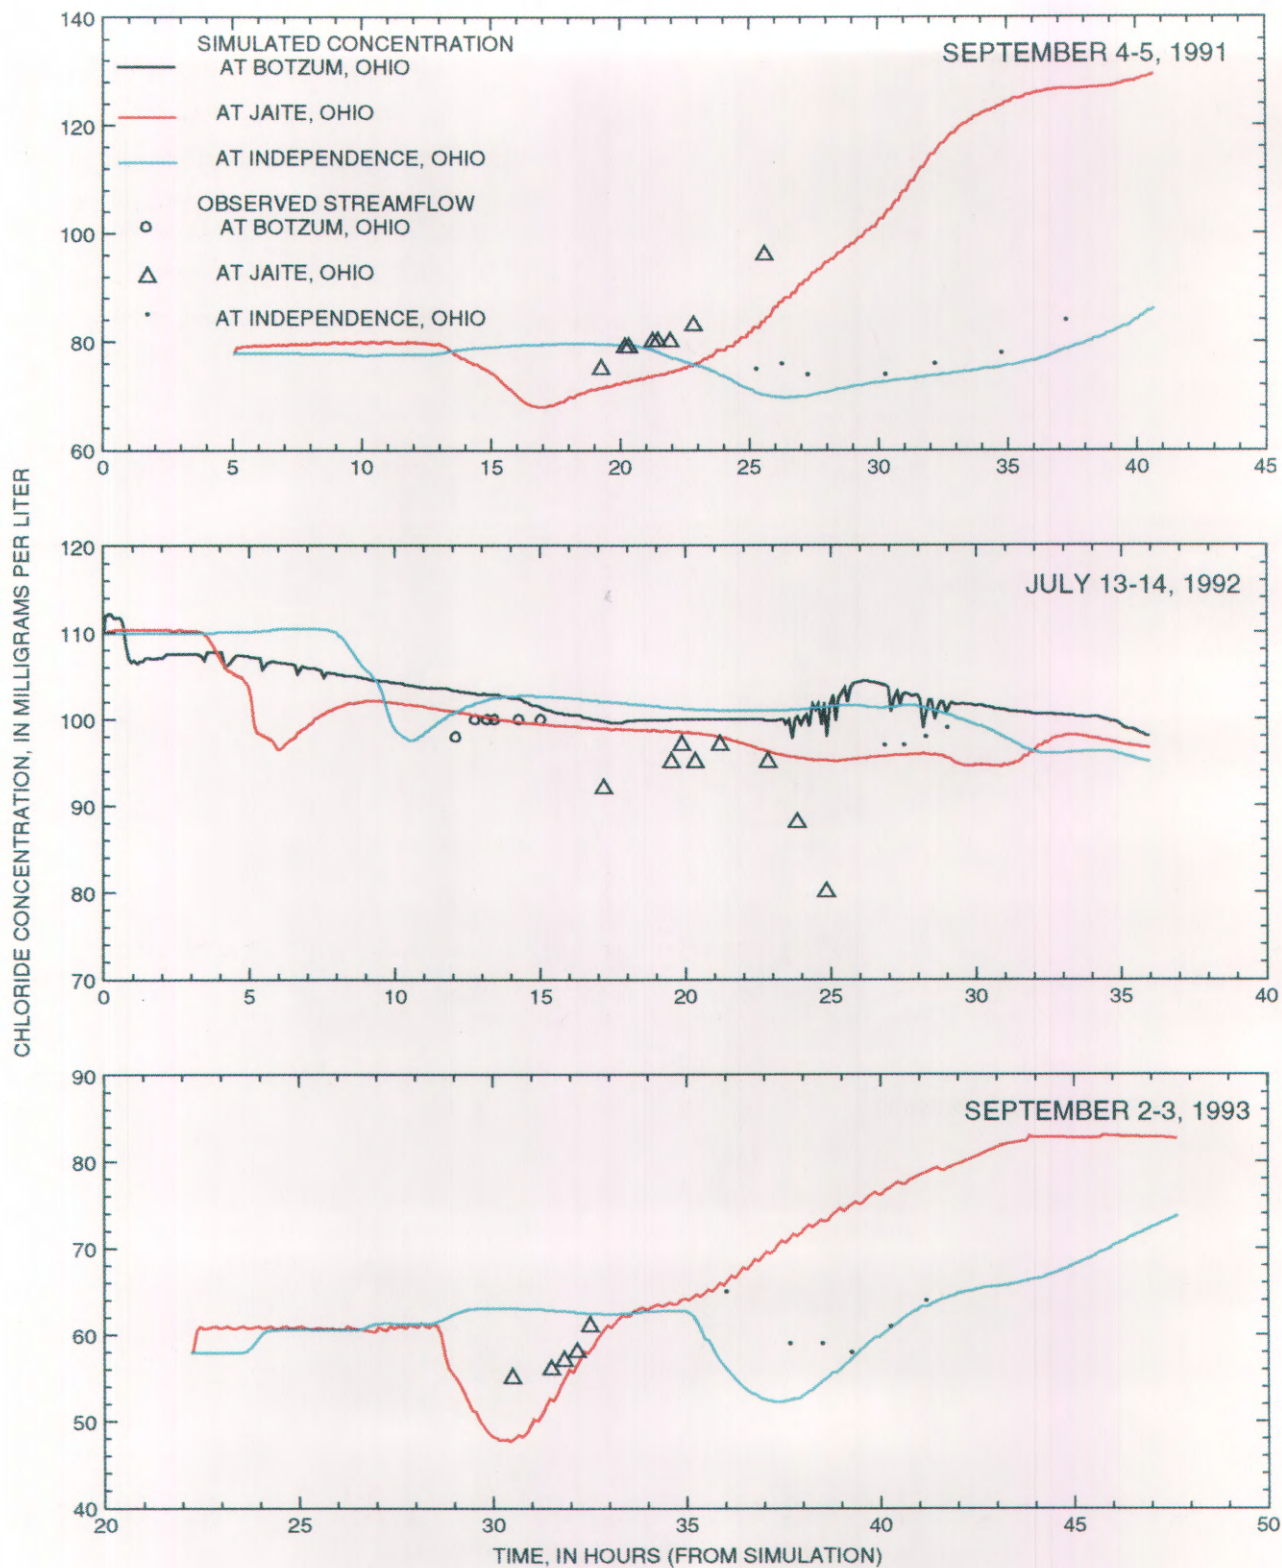 CHLORIDE CONCENTRATION, IN MILLIGRAMS PER LITER
140
120
100
80
60
SIMULATED CONCENTRATION
AT BOTZUM, OHIO
AT JAITE, OHIO
AT INDEPENDENCE, OHIO
OBSERVED STREAMFLOW
AT BOTZUM, OHIO
AT JAITE, OHIO
AT INDEPENDENCE, OHIO
SEPTEMBER 4-5, 1991
0 5 10 15 20 25 30 35 40 45
120
110
100
90
80
70
JULY 13-14, 1992
0 5 10 15 20 25 30 35 40
90
80
70
60
50
40
SEPTEMBER 2-3, 1993
20 25 30 35 40 45 50
TIME, IN HOURS (FROM SIMULATION)